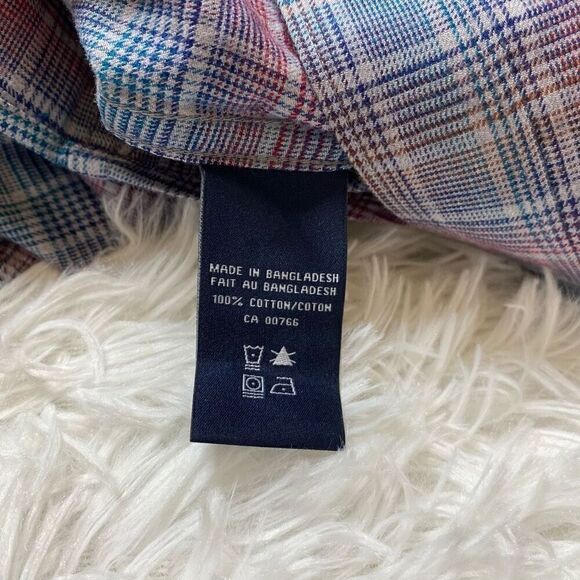 MADE IN BANGLADESH
FAIT AU BANGLADESH
100% COTTON/COTON
CA 00766